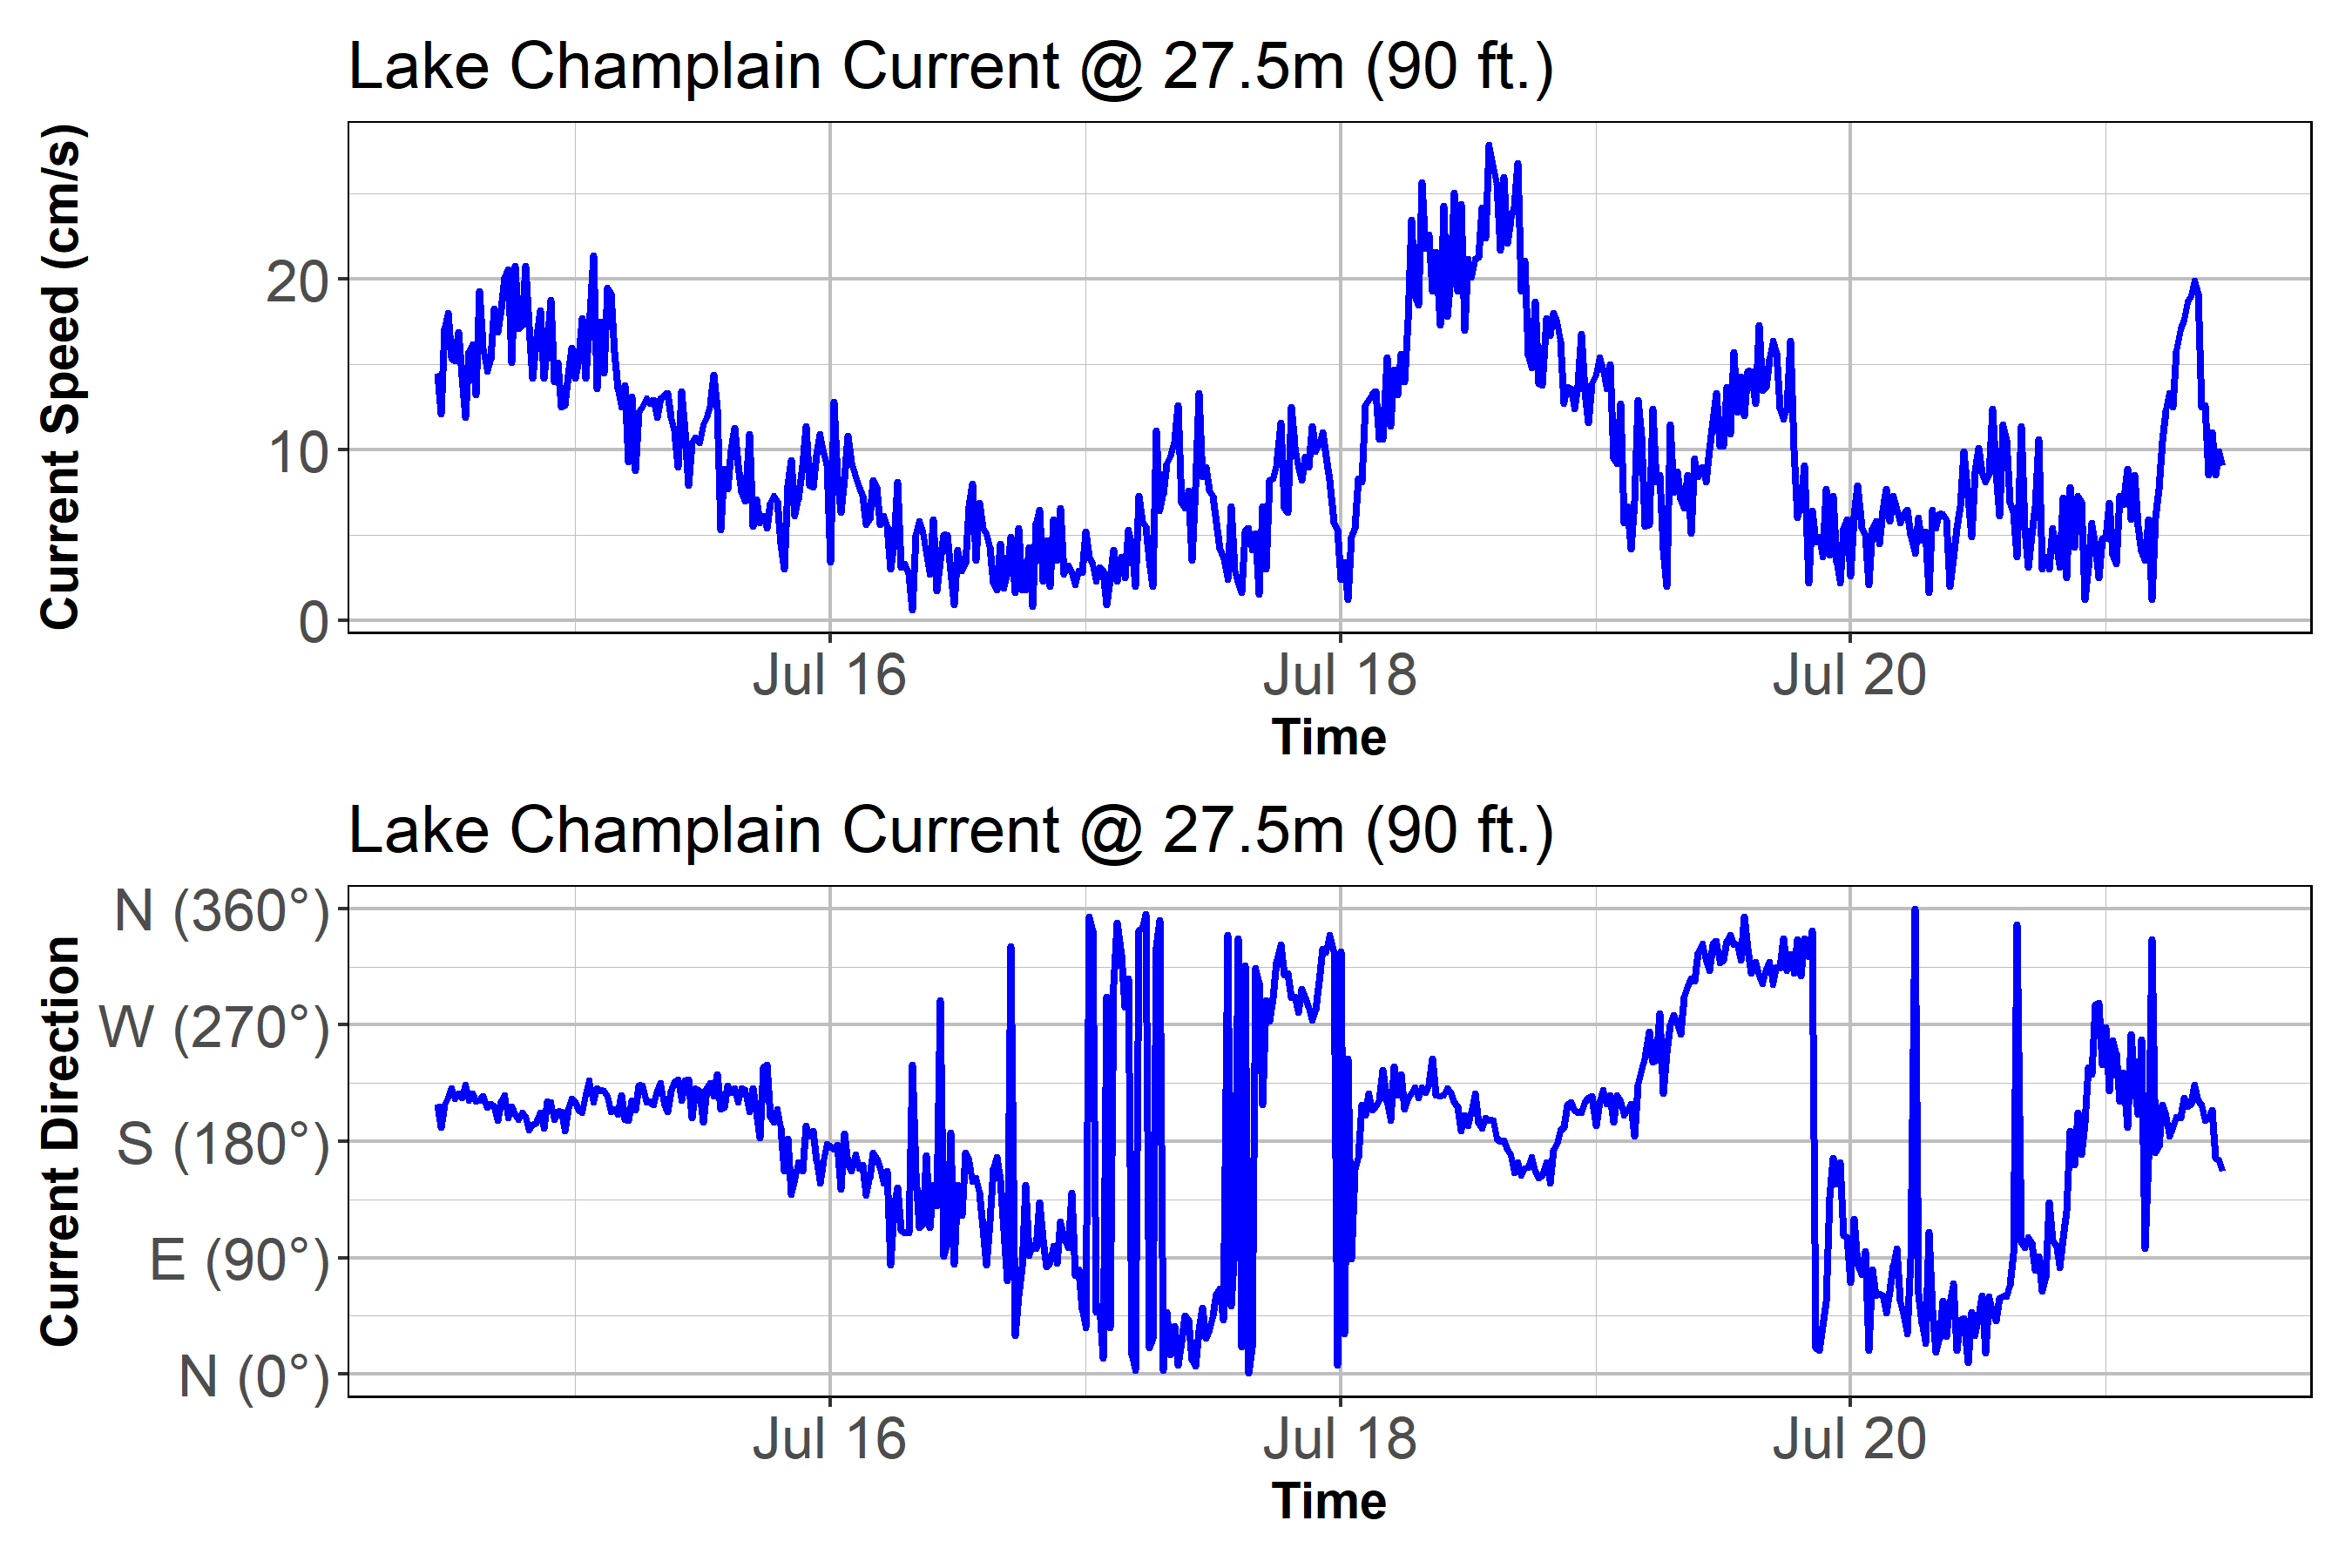 Lake Champlain Current @ 27.5m (90 ft.)
Current Speed (cm/s)
20
10
0
Jul 16
Jul 18
Jul 20
Time
Lake Champlain Current @ 27.5m (90 ft.)
Current Direction
N (360°)
W (270°)
S (180°)
E (90°)
N (0°)
Jul 16
Jul 18
Jul 20
Time